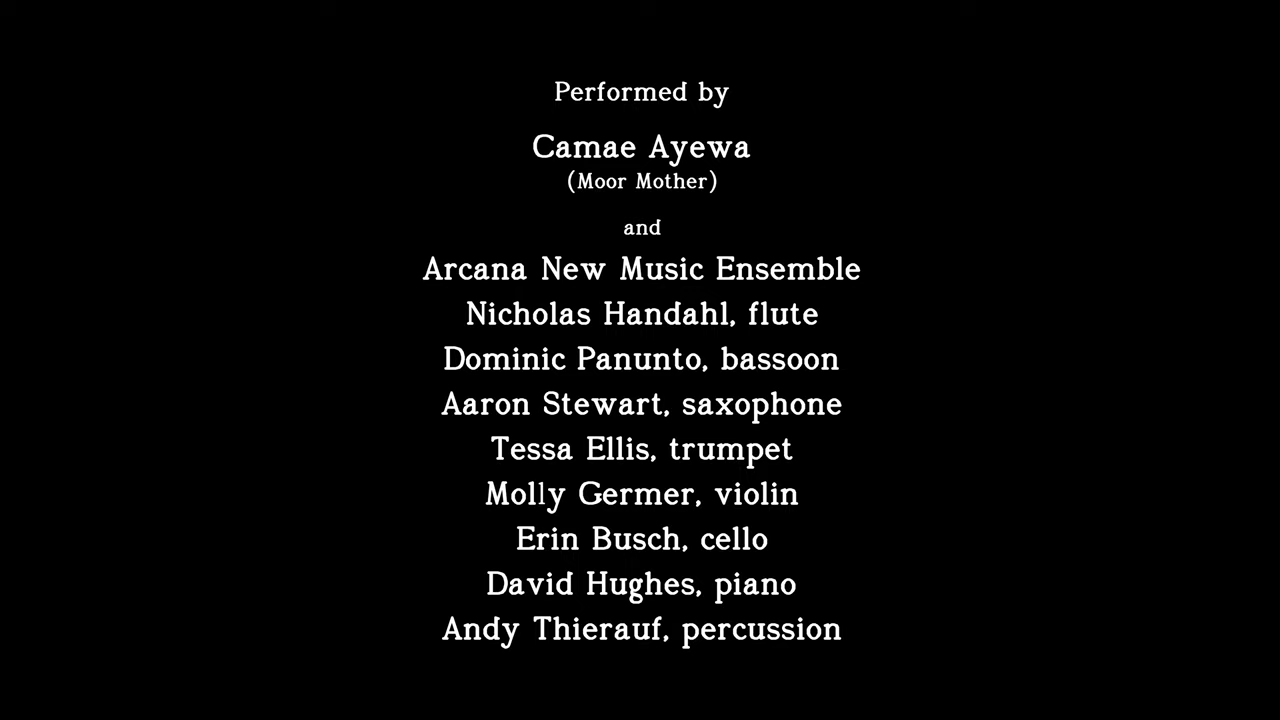 Performed by
Camae Ayewa
(Moor Mother)
and
Arcana New Music Ensemble
Nicholas Handahl, flute
Dominic Panunto, bassoon
Aaron Stewart, saxophone
Tessa Ellis, trumpet
Molly Germer, violin
Erin Busch, cello
David Hughes, piano
Andy Thierauf, percussion